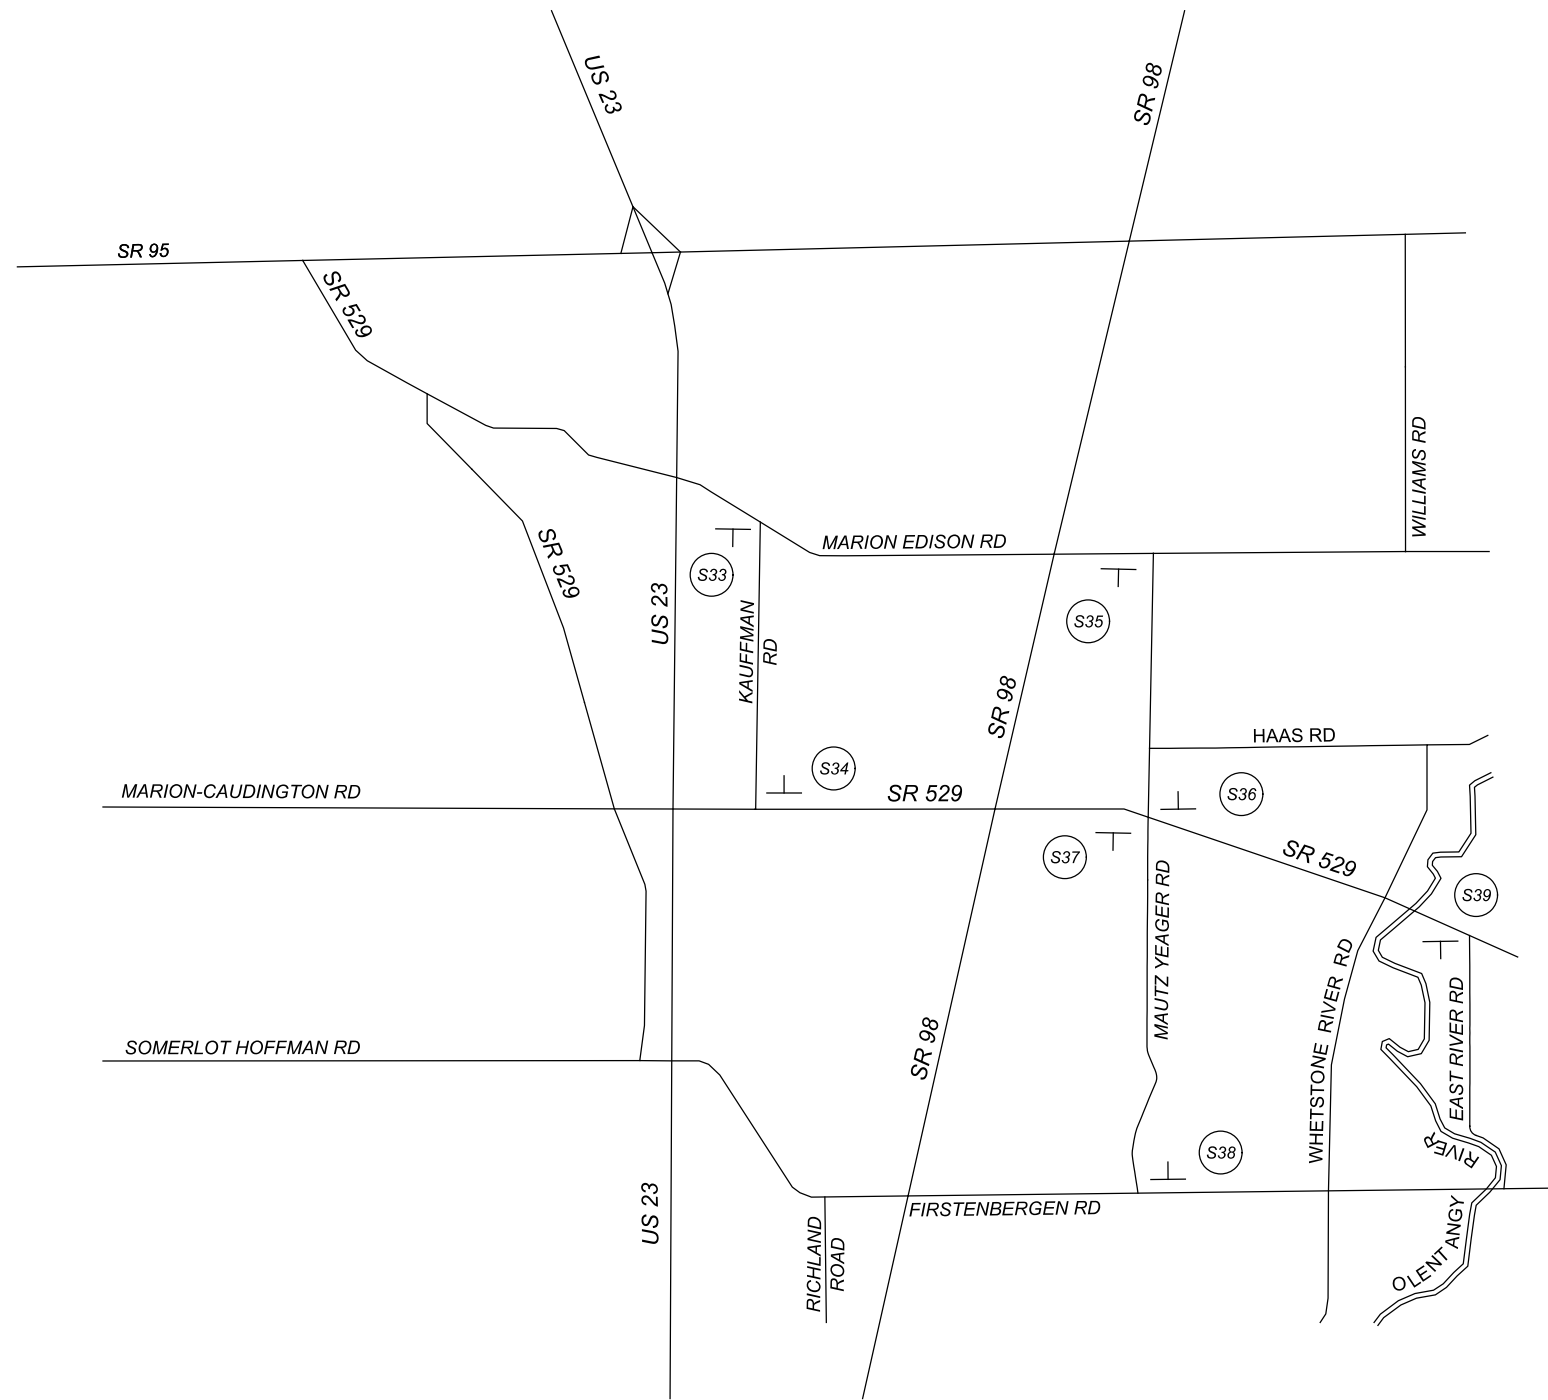 US 23
SR 98
SR 95
SR 529
WILLIAMS RD
MARION EDISON RD
SR 529
S33
US 23
KAUFFMAN
RD
S35
SR 98
HAAS RD
S34
MARION-CAUDINGTON RD
SR 529
S36
S37
SR 529
MAUTZ YEAGER RD
S39
WHETSTONE RIVER RD
EAST RIVER RD
SR 98
SOMERLOT HOFFMAN RD
S38
RIVER
US 23
FIRSTENBERGEN RD
RICHLAND
ROAD
OLENTANGY